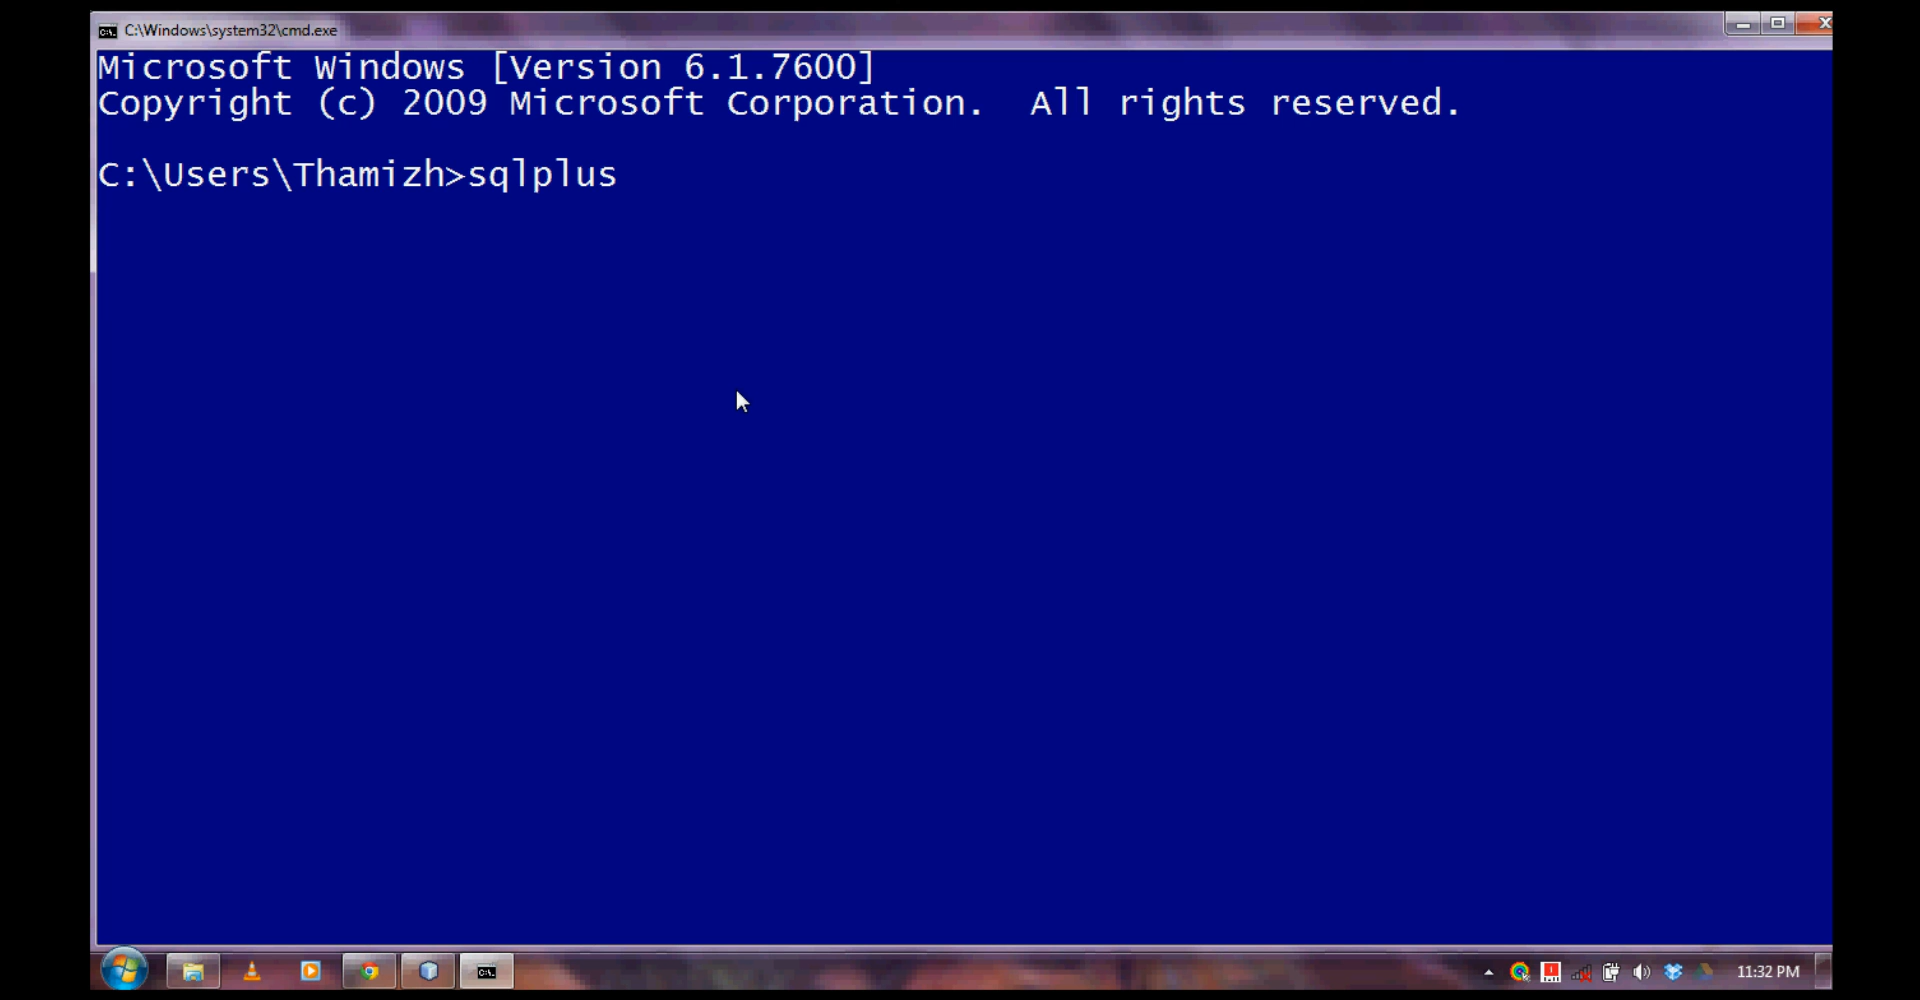 C:\Windows\system32\cmd.exe
Microsoft Windows [Version 6.1.7600]
Copyright (c) 2009 Microsoft Corporation.  All rights reserved.
C:\Users\Thamizh>sqlplus
11:32 PM